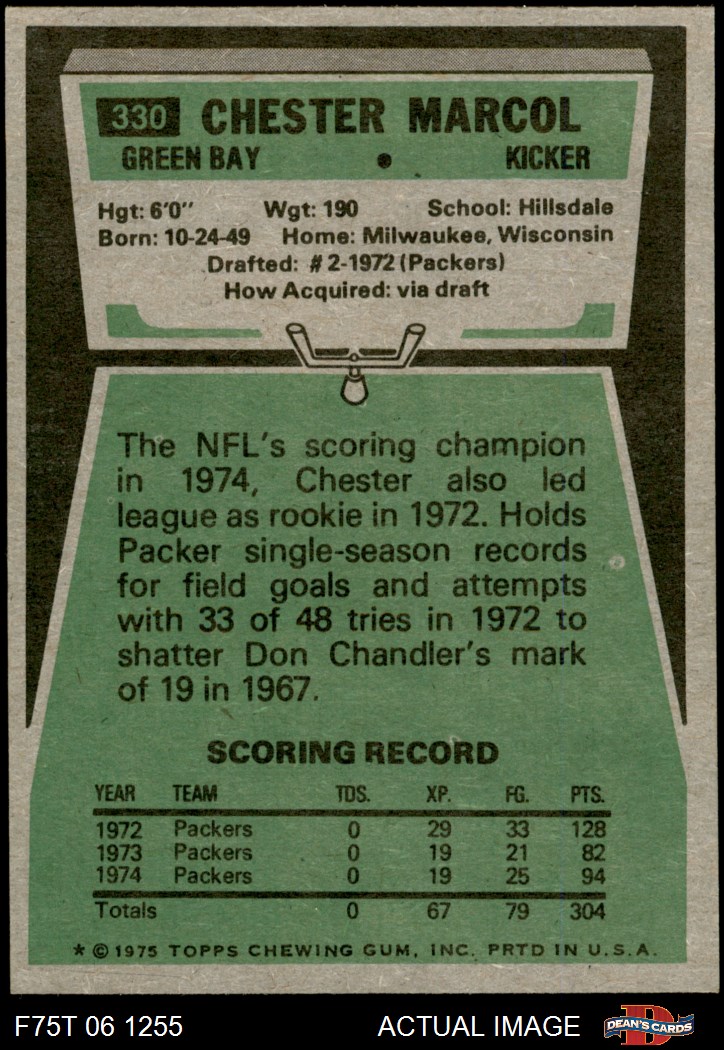 330 CHESTER MARCOL
GREEN BAY • KICKER
Hgt: 6'0" Wgt: 190 School: Hillsdale
Born: 10-24-49 Home: Milwaukee, Wisconsin
Drafted: #2-1972 (Packers)
How Acquired: via draft
The NFL's scoring champion
in 1974, Chester also led
league as rookie in 1972. Holds
Packer single-season records
for field goals and attempts
with 33 of 48 tries in 1972 to
shatter Don Chandler's mark
of 19 in 1967.
SCORING RECORD
YEAR TEAM TDS. XP. FG. PTS.
1972 Packers 0 29 33 128
1973 Packers 0 19 21 82
1974 Packers 0 19 25 94
Totals 0 67 79 304
* © 1975 TOPPS CHEWING GUM, INC. PRTD IN U.S.A.
F75T 06 1255 ACTUAL IMAGE D DEAN'S CARDS